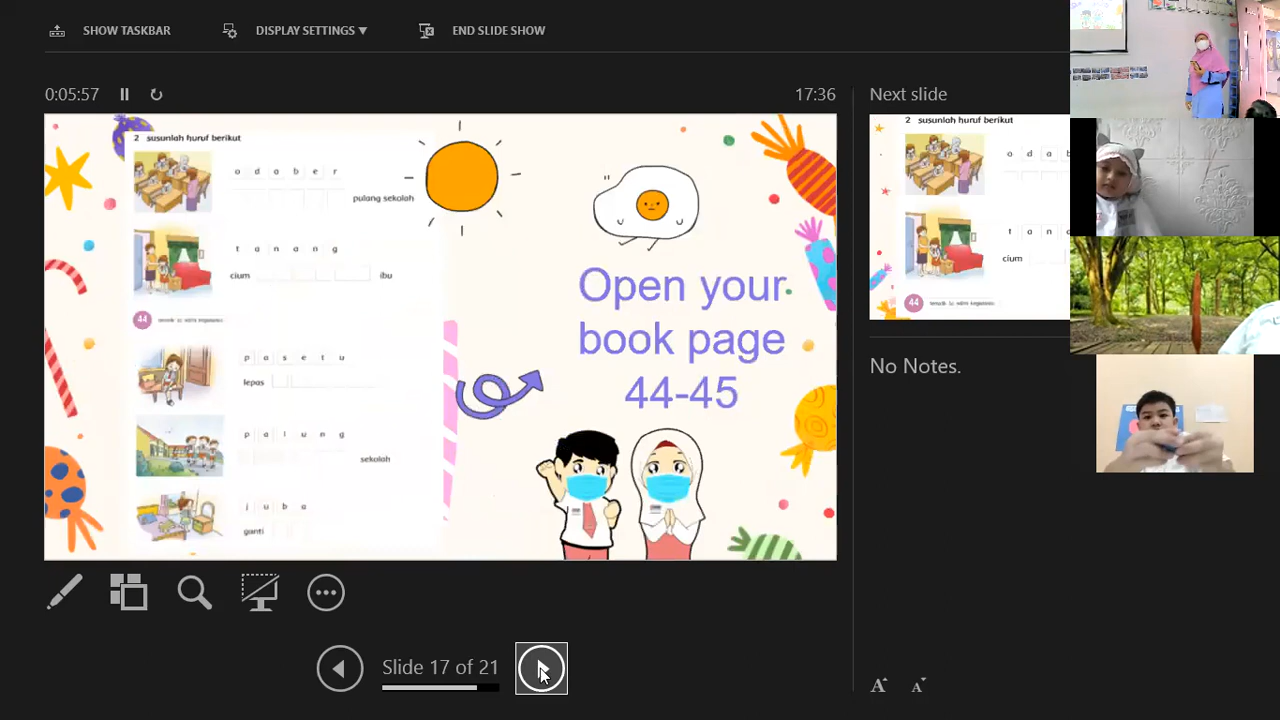 SHOW TASKBAR
DISPLAY SETTINGS ▼
END SLIDE SHOW
0:05:57
17:36
Next slide
2 susunlah huruf berikut
o d a b e r
pulang sekolah
t a n a n g
cium
ibu
44
p a s e t u
lepas
p a l u n g
sekolah
j u b a
ganti
Open your
book page
44-45
2 susunlah huruf berikut
o d a b
t a n a
cium
44
No Notes.
Slide 17 of 21
A A